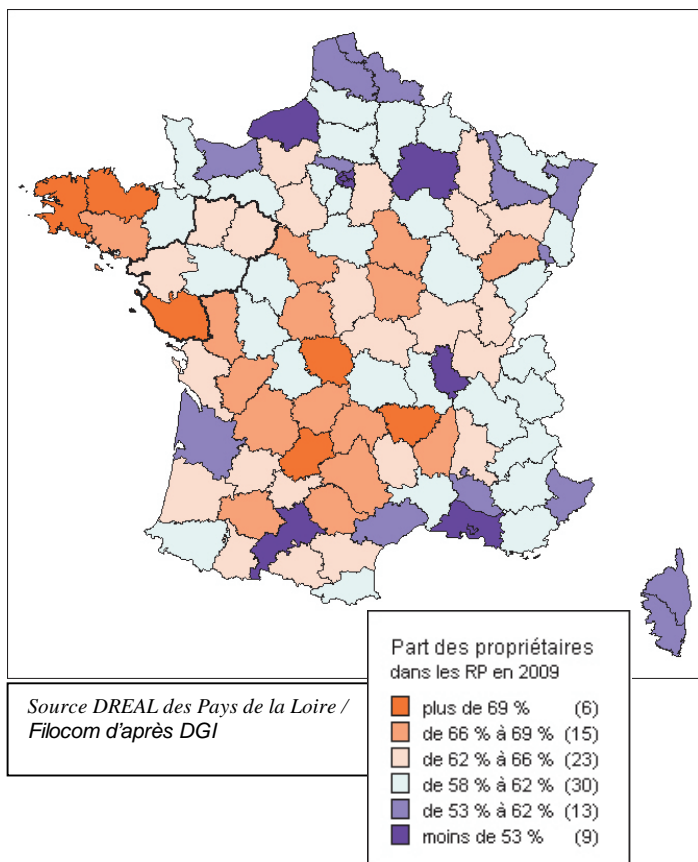 Part des propriétaires
dans les RP en 2009
plus de 69 % (6)
de 66 % à 69 % (15)
de 62 % à 66 % (23)
de 58 % à 62 % (30)
de 53 % à 62 % (13)
moins de 53 % (9)
Source DREAL des Pays de la Loire /
Filocom d'après DGI